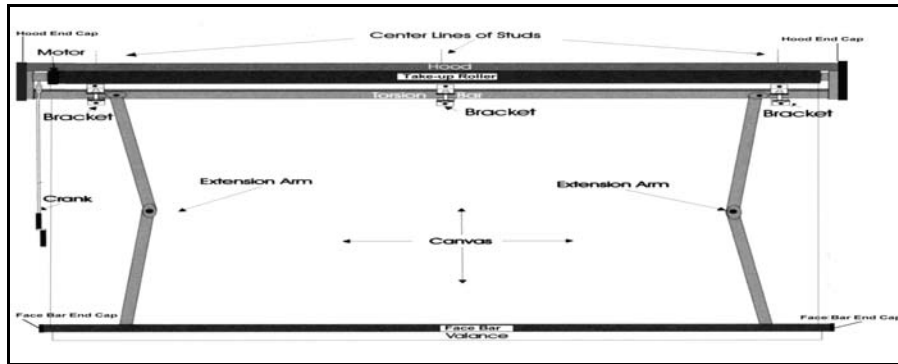 Center Lines of Studs
Hood End Cap
Hood End Cap
Motor
Hood
Take-up Roller
Torsion Bar
Bracket
Bracket
Bracket
Extension Arm
Extension Arm
Crank
Canvas
Face Bar End Cap
Face Bar End Cap
Face Bar
Valance